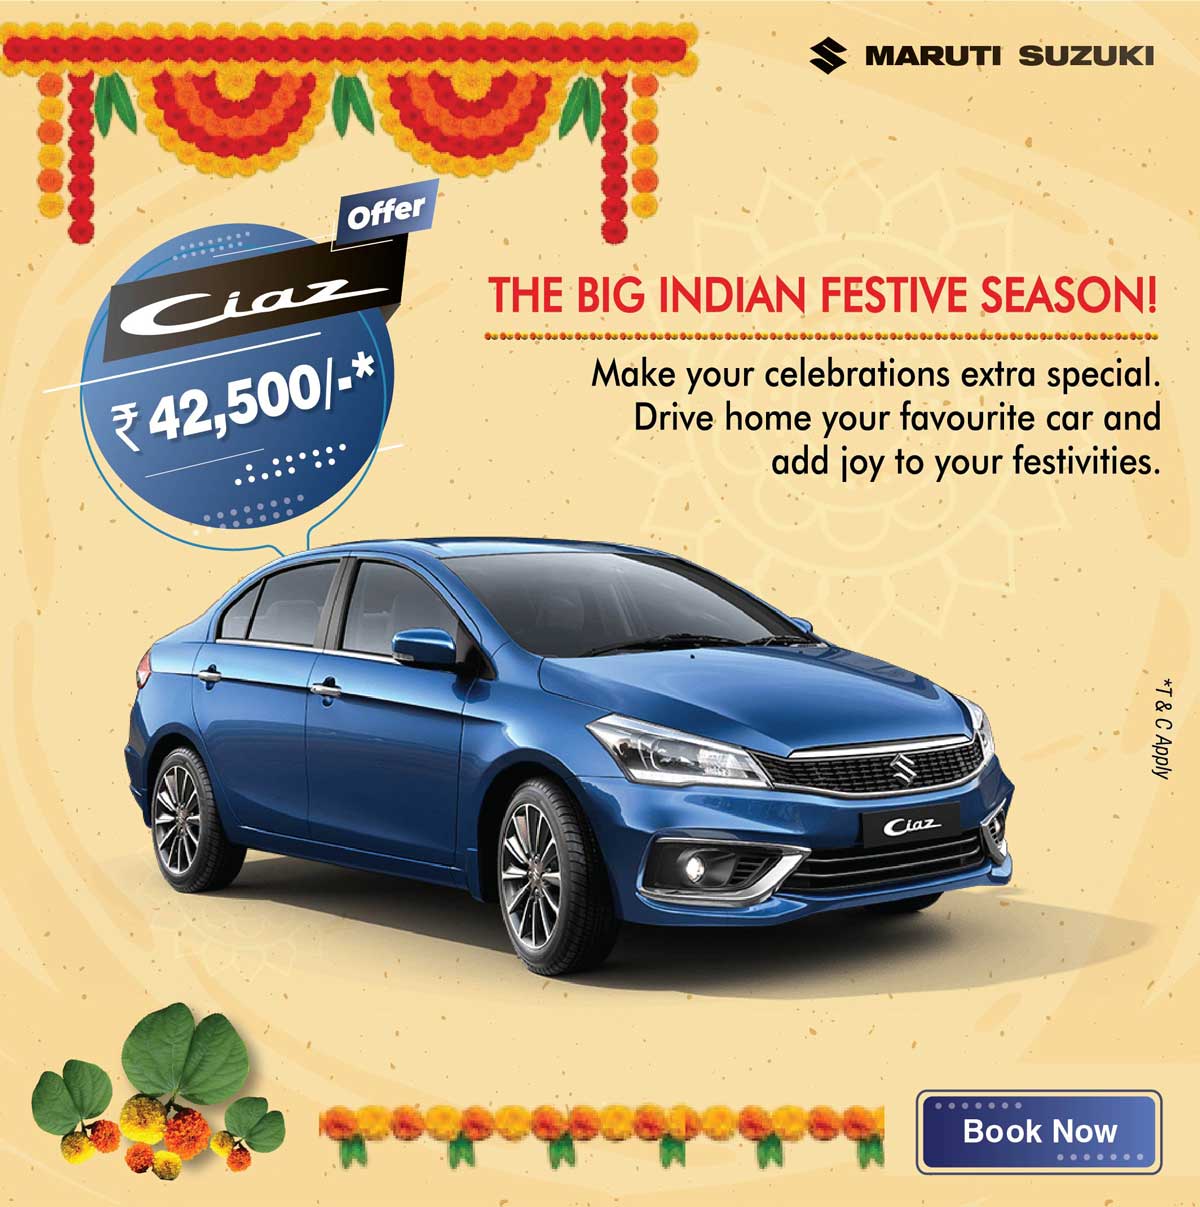 MARUTI SUZUKI
Offer
Ciaz
₹ 42,500/-*
THE BIG INDIAN FESTIVE SEASON!
Make your celebrations extra special.
Drive home your favourite car and
add joy to your festivities.
*T & C Apply
Ciaz
Book Now